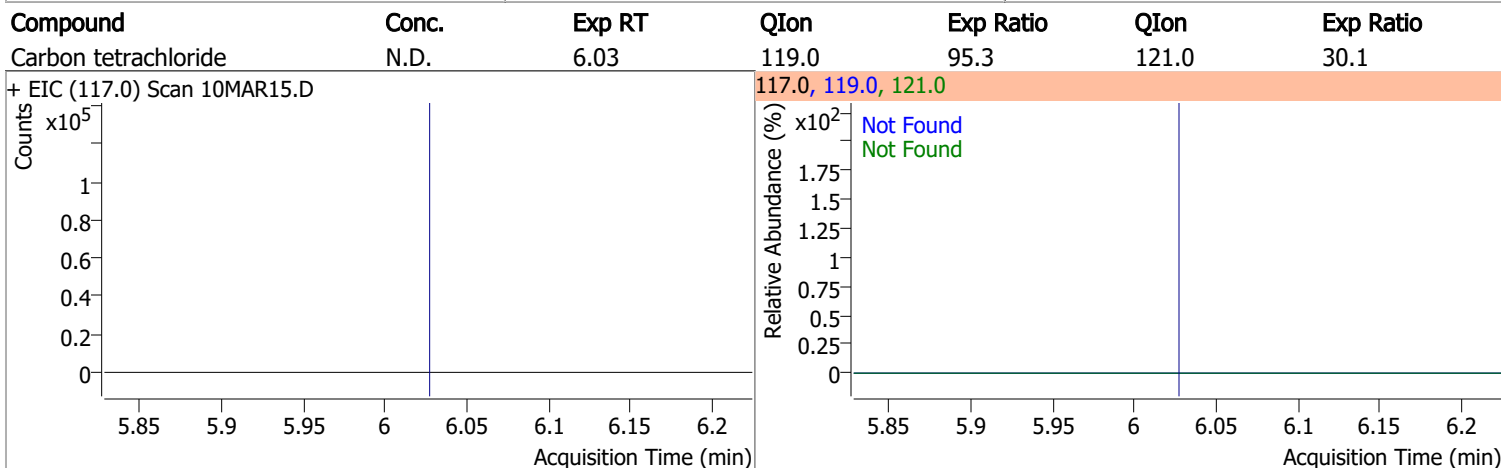 Compound Conc. Exp RT QIon Exp Ratio QIon Exp Ratio
Carbon tetrachloride N.D. 6.03 119.0 95.3 121.0 30.1
+ EIC (117.0) Scan 10MAR15.D
Counts
x10^5
1
0.8
0.6
0.4
0.2
0
5.85 5.9 5.95 6 6.05 6.1 6.15 6.2
Acquisition Time (min)
117.0, 119.0, 121.0
Relative Abundance (%)
x10^2
Not Found
Not Found
1.75
1.5
1.25
1
0.75
0.5
0.25
0
5.85 5.9 5.95 6 6.05 6.1 6.15 6.2
Acquisition Time (min)